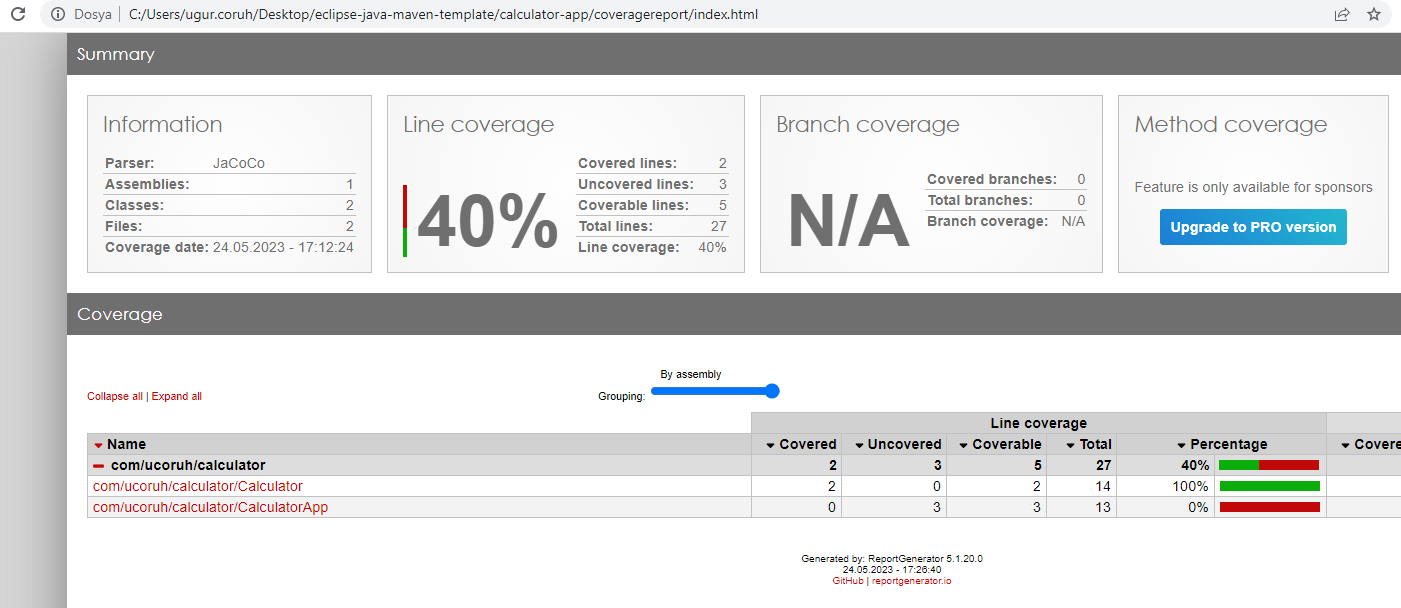 Dosya | C:/Users/ugur.coruh/Desktop/eclipse-java-maven-template/calculator-app/coveragereport/index.html
Summary
Information
Parser: JaCoCo
Assemblies: 1
Classes: 2
Files: 2
Coverage date: 24.05.2023 - 17:12:24
Line coverage
40%
Covered lines: 2
Uncovered lines: 3
Coverable lines: 5
Total lines: 27
Line coverage: 40%
Branch coverage
N/A
Covered branches: 0
Total branches: 0
Branch coverage: N/A
Method coverage
Feature is only available for sponsors
Upgrade to PRO version
Coverage
Collapse all | Expand all
By assembly
Grouping:
Line coverage
Name Covered Uncovered Coverable Total Percentage Covere
com/ucoruh/calculator 2 3 5 27 40%
com/ucoruh/calculator/Calculator 2 0 2 14 100%
com/ucoruh/calculator/CalculatorApp 0 3 3 13 0%
Generated by: ReportGenerator 5.1.20.0
24.05.2023 - 17:26:40
GitHub | reportgenerator.io